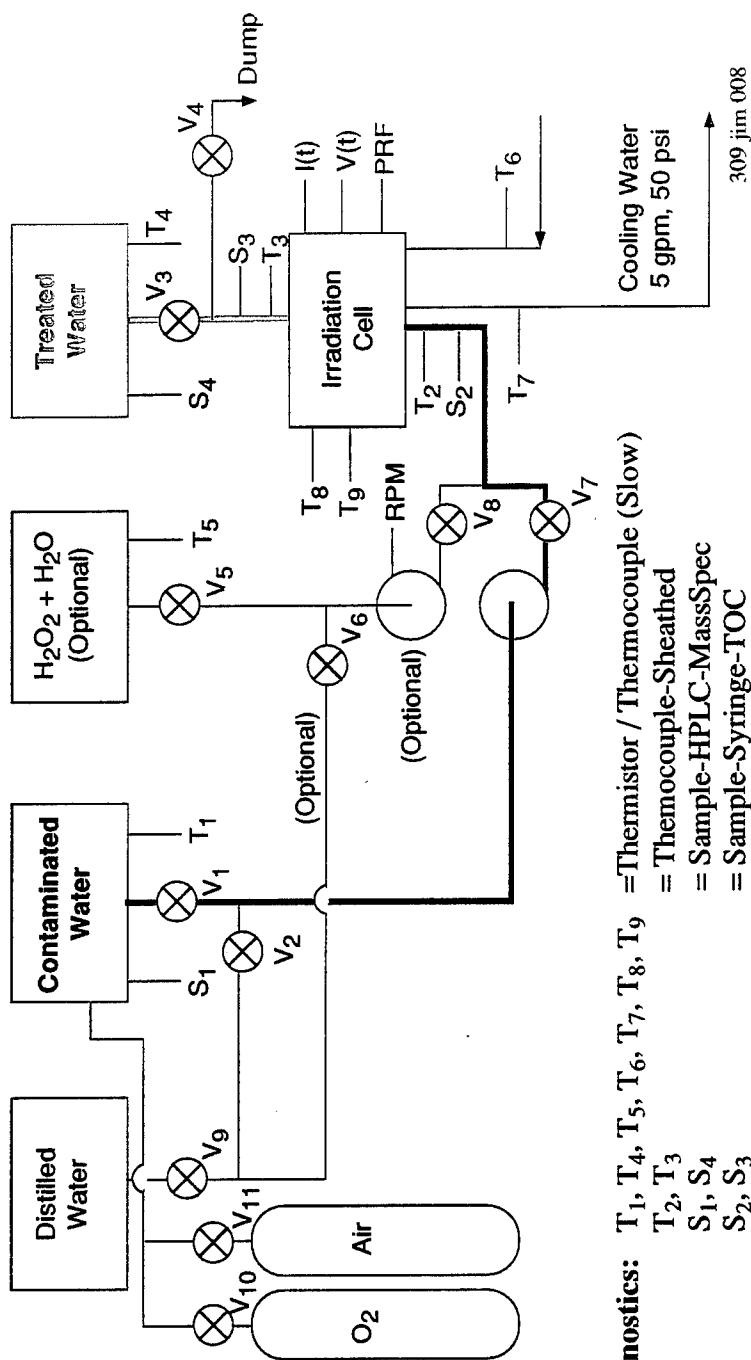 Distilled
Water
Contaminated
Water
H2O2 + H2O
(Optional)
Treated
Water
S1
T1
T5
S4
T4
V10
V11
V9
V1
V2
V5
V6
V3
V4
Dump
O2
Air
(Optional)
(Optional)
RPM
V8
V7
S3
T3
T8
T9
Irradiation
Cell
I(t)
V(t)
PRF
T2
S2
T7
T6
Cooling Water
5 gpm, 50 psi
nostics: T1, T4, T5, T6, T7, T8, T9 =Thermistor / Thermocouple (Slow)
T2, T3 = Themocouple-Sheathed
S1, S4 = Sample-HPLC-MassSpec
S2, S3 = Sample-Syringe-TOC
309 jim 008